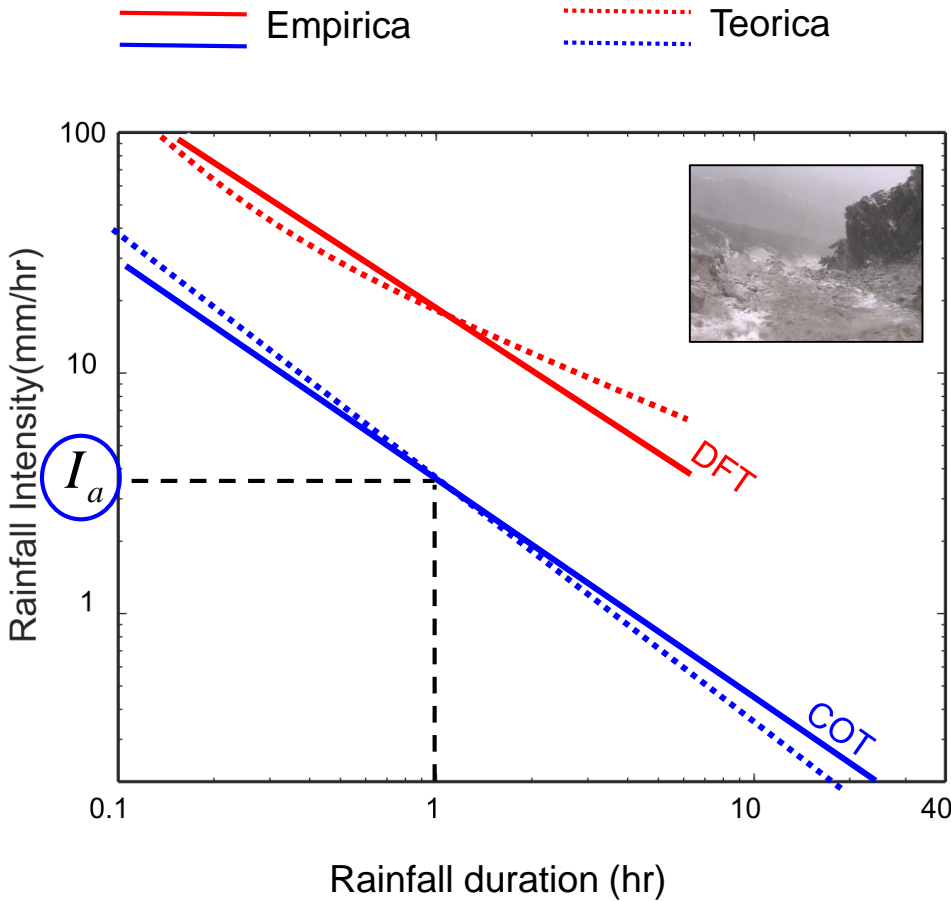 Empirica
Teorica
100
10
1
Rainfall Intensity(mm/hr)
I_a
DFT
COT
0.1
1
10
40
Rainfall duration (hr)